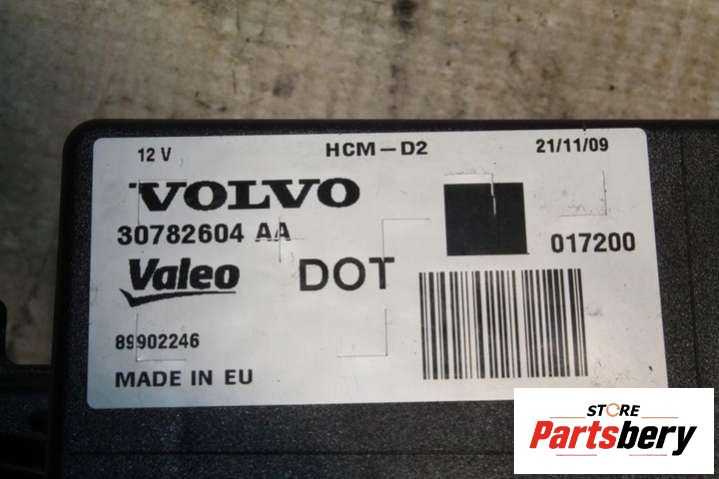 12 V HCM-D2 21/11/09
VOLVO
30782604 AA
017200
Valeo DOT
89902246
MADE IN EU
STORE
Partsbery